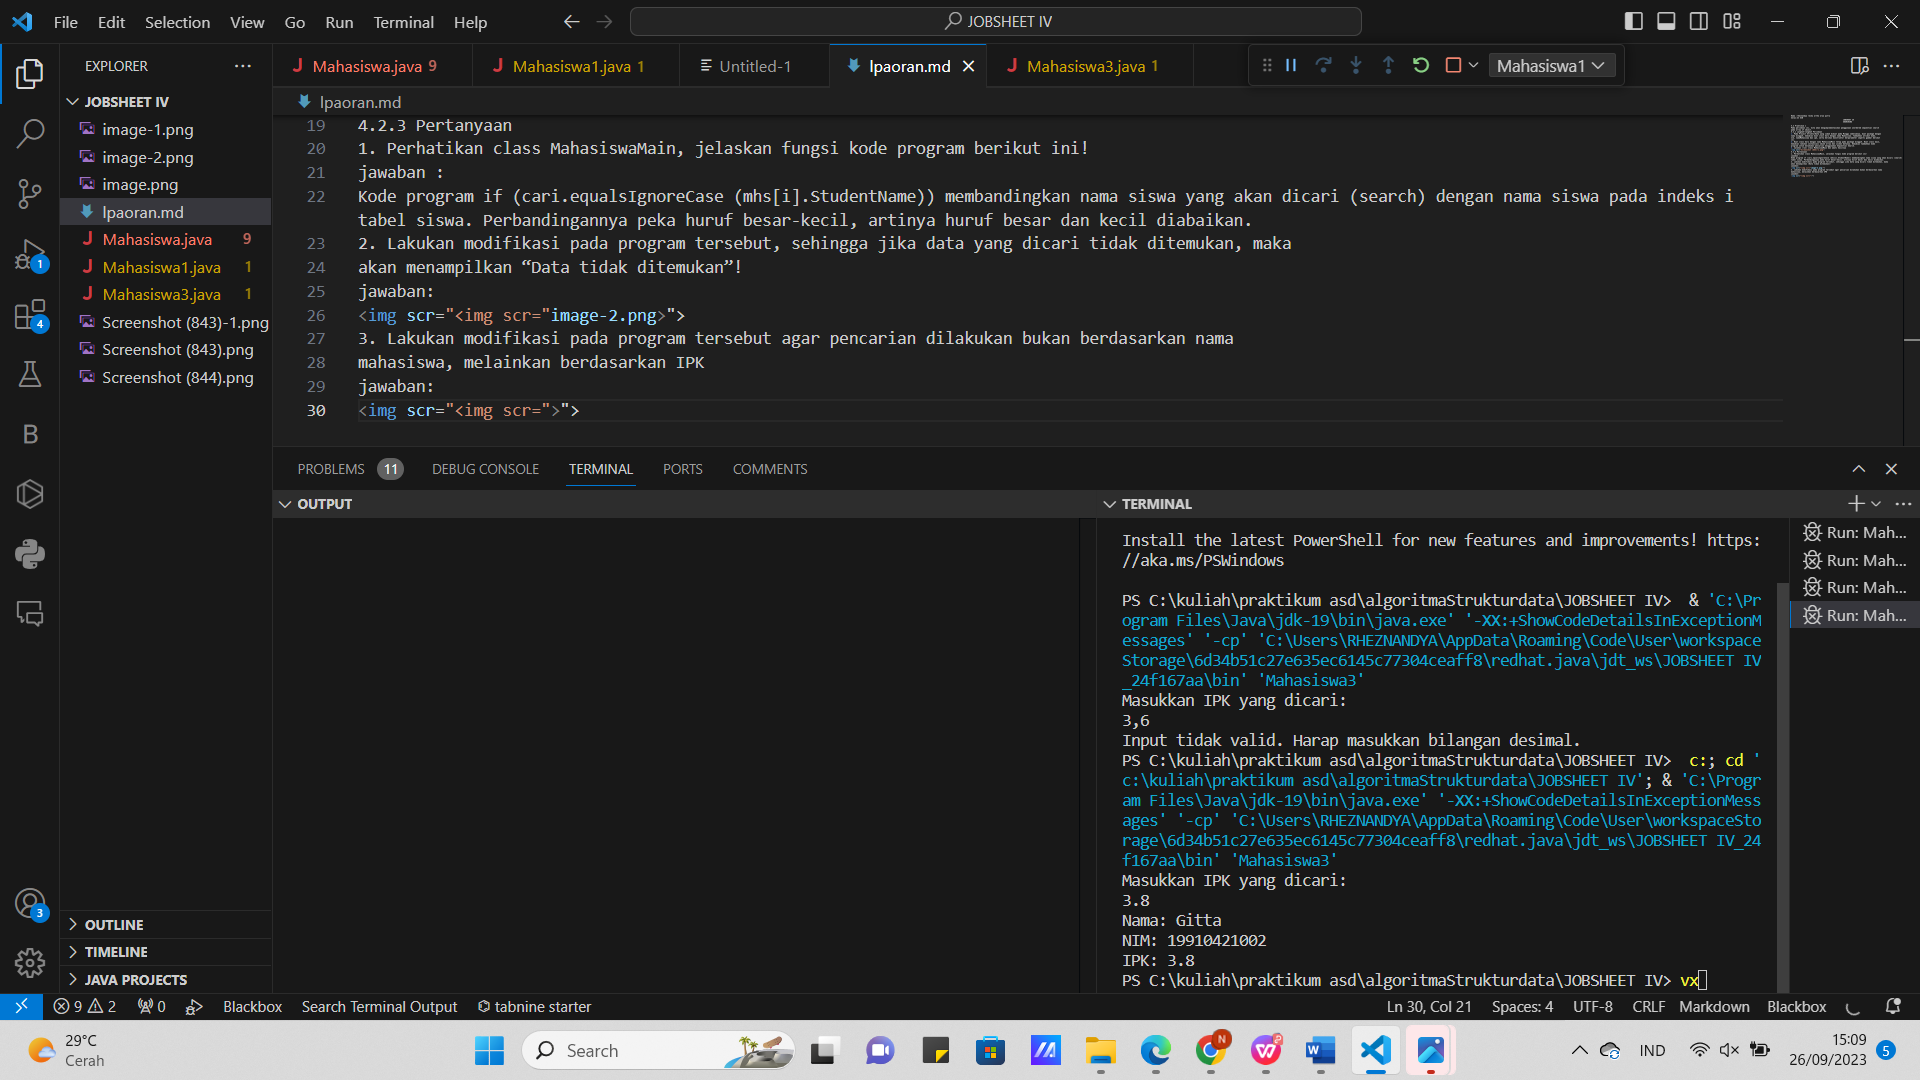 File Edit Selection View Go Run Terminal Help
JOBSHEET IV
EXPLORER
Mahasiswa.java 9
Mahasiswa1.java 1
Untitled-1
lpaoran.md
Mahasiswa3.java 1
Mahasiswa1
JOBSHEET IV
image-1.png
image-2.png
image.png
lpaoran.md
Mahasiswa.java 9
Mahasiswa1.java 1
Mahasiswa3.java 1
Screenshot (843)-1.png
Screenshot (843).png
Screenshot (844).png
OUTLINE
TIMELINE
JAVA PROJECTS
1
4
B
3
lpaoran.md
19 4.2.3 Pertanyaan
20 1. Perhatikan class MahasiswaMain, jelaskan fungsi kode program berikut ini!
21 jawaban :
22 Kode program if (cari.equalsIgnoreCase (mhs[i].StudentName)) membandingkan nama siswa yang akan dicari (search) dengan nama siswa pada indeks i
tabel siswa. Perbandingannya peka huruf besar-kecil, artinya huruf besar dan kecil diabaikan.
23 2. Lakukan modifikasi pada program tersebut, sehingga jika data yang dicari tidak ditemukan, maka
24 akan menampilkan “Data tidak ditemukan”!
25 jawaban:
26 <img scr="<img scr="image-2.png>">
27 3. Lakukan modifikasi pada program tersebut agar pencarian dilakukan bukan berdasarkan nama
28 mahasiswa, melainkan berdasarkan IPK
29 jawaban:
30 <img scr="<img scr=">">
PROBLEMS 11 DEBUG CONSOLE TERMINAL PORTS COMMENTS
OUTPUT
TERMINAL
Install the latest PowerShell for new features and improvements! https:
//aka.ms/PSWindows
PS C:\kuliah\praktikum asd\algoritmaStrukturdata\JOBSHEET IV>  & 'C:\Pr
ogram Files\Java\jdk-19\bin\java.exe' '-XX:+ShowCodeDetailsInExceptionM
essages' '-cp' 'C:\Users\RHEZNANDYA\AppData\Roaming\Code\User\workspace
Storage\6d34b51c27e635ec6145c77304ceaff8\redhat.java\jdt_ws\JOBSHEET IV
_24f167aa\bin' 'Mahasiswa3'
Masukkan IPK yang dicari:
3,6
Input tidak valid. Harap masukkan bilangan desimal.
PS C:\kuliah\praktikum asd\algoritmaStrukturdata\JOBSHEET IV>  c:; cd '
c:\kuliah\praktikum asd\algoritmaStrukturdata\JOBSHEET IV'; & 'C:\Progr
am Files\Java\jdk-19\bin\java.exe' '-XX:+ShowCodeDetailsInExceptionMess
ages' '-cp' 'C:\Users\RHEZNANDYA\AppData\Roaming\Code\User\workspaceSto
rage\6d34b51c27e635ec6145c77304ceaff8\redhat.java\jdt_ws\JOBSHEET IV_24
f167aa\bin' 'Mahasiswa3'
Masukkan IPK yang dicari:
3.8
Nama: Gitta
NIM: 19910421002
IPK: 3.8
PS C:\kuliah\praktikum asd\algoritmaStrukturdata\JOBSHEET IV> vx
Run: Mah...
Run: Mah...
Run: Mah...
Run: Mah...
9 2 0 Blackbox Search Terminal Output tabnine starter
Ln 30, Col 21 Spaces: 4 UTF-8 CRLF Markdown Blackbox
29°C
Cerah
Search
N
W
IND
15:09
26/09/2023
5